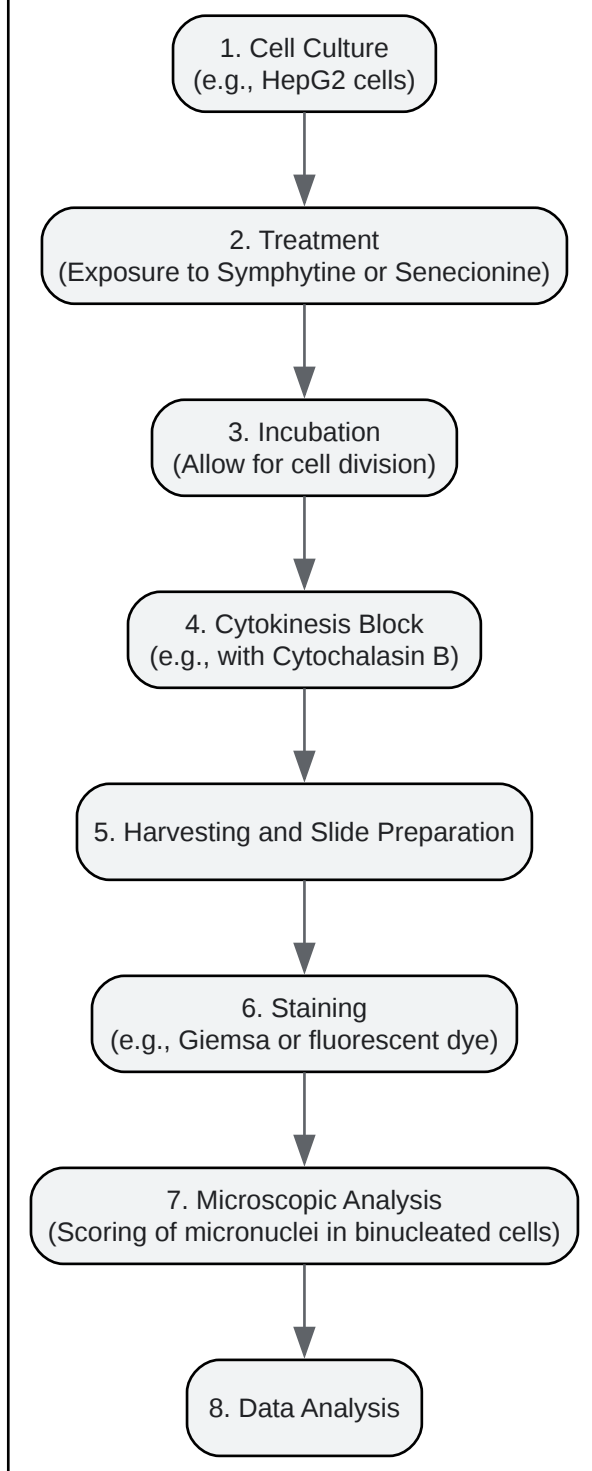 1. Cell Culture
(e.g., HepG2 cells)
2. Treatment
(Exposure to Symphytine or Senecionine)
3. Incubation
(Allow for cell division)
4. Cytokinesis Block
(e.g., with Cytochalasin B)
5. Harvesting and Slide Preparation
6. Staining
(e.g., Giemsa or fluorescent dye)
7. Microscopic Analysis
(Scoring of micronuclei in binucleated cells)
8. Data Analysis